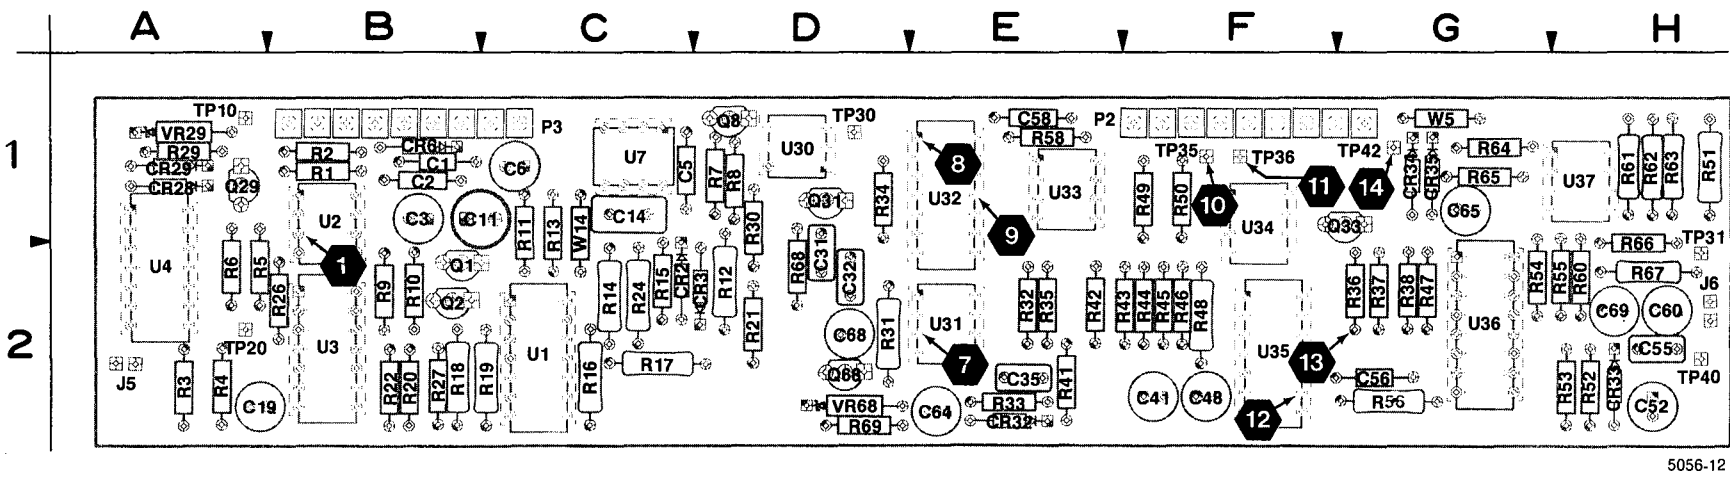 A B C D E F G H
1
2
TP10 P3 Q8 TP30 C58 P2 W5
VR29 R58
R29 R2 CR6 U7 C5 U30 8 TP35 TP36 TP42 CR34 CR35 R64 R61 R62 R63 R51
CR29 R1 C1 C6 R7 R8 R65 U37
CR28 Q29 C2 R34 U32 U33 R49 R50 10 11 14
U2 C3 C11 R11 R13 W14 C14 R30 Q31 9 U34 Q33 C65
U4 R6 R5 1 Q1 R68 C31 C32 R66 TP31
R26 R9 R10 Q2 R14 R24 R15 CR2 CR3 R12 R21 R32 R35 R42 R43 R44 R45 R46 R48 R36 R37 R38 R47 R54 R55 R60 R67 J6
U3 U1 C68 R31 U31 U35 U36 C69 C60
TP20 R17 7 13 C55
J5 R3 R4 C19 R22 R20 R27 R18 R19 R16 Q68 C35 R41 C41 C48 C56 R53 R52 CR33 TP40
VR68 C64 R33 R56 C52
R69 CR32 12
5056-12